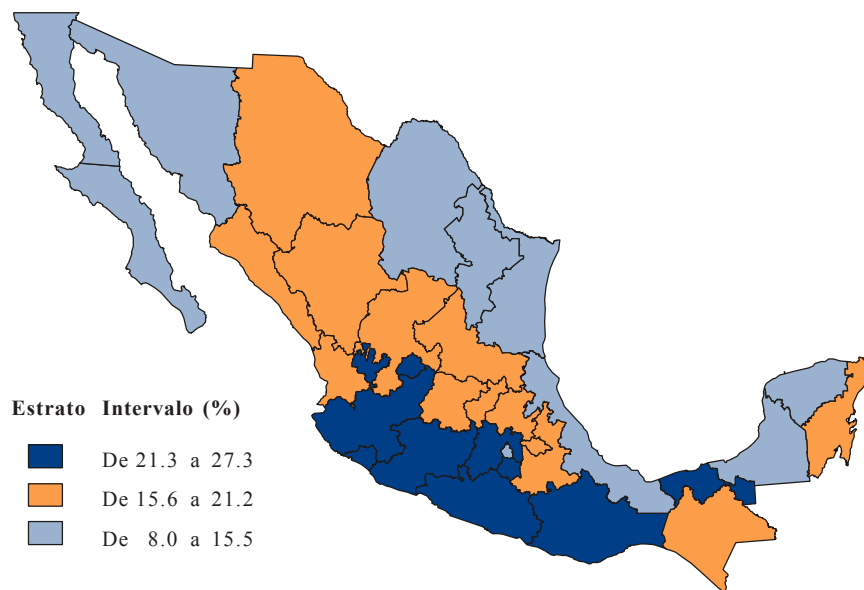 Estrato Intervalo (%)
De 21.3 a 27.3
De 15.6 a 21.2
De 8.0 a 15.5